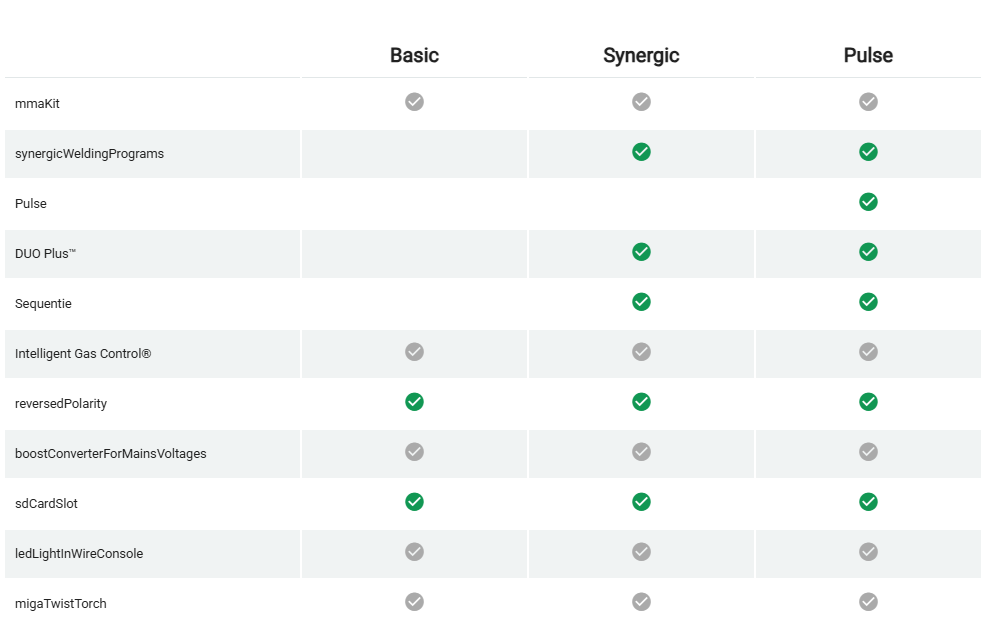 Basic Synergic Pulse
mmaKit
synergicWeldingPrograms
Pulse
DUO Plus™
Sequentie
Intelligent Gas Control®
reversedPolarity
boostConverterForMainsVoltages
sdCardSlot
ledLightInWireConsole
migaTwistTorch